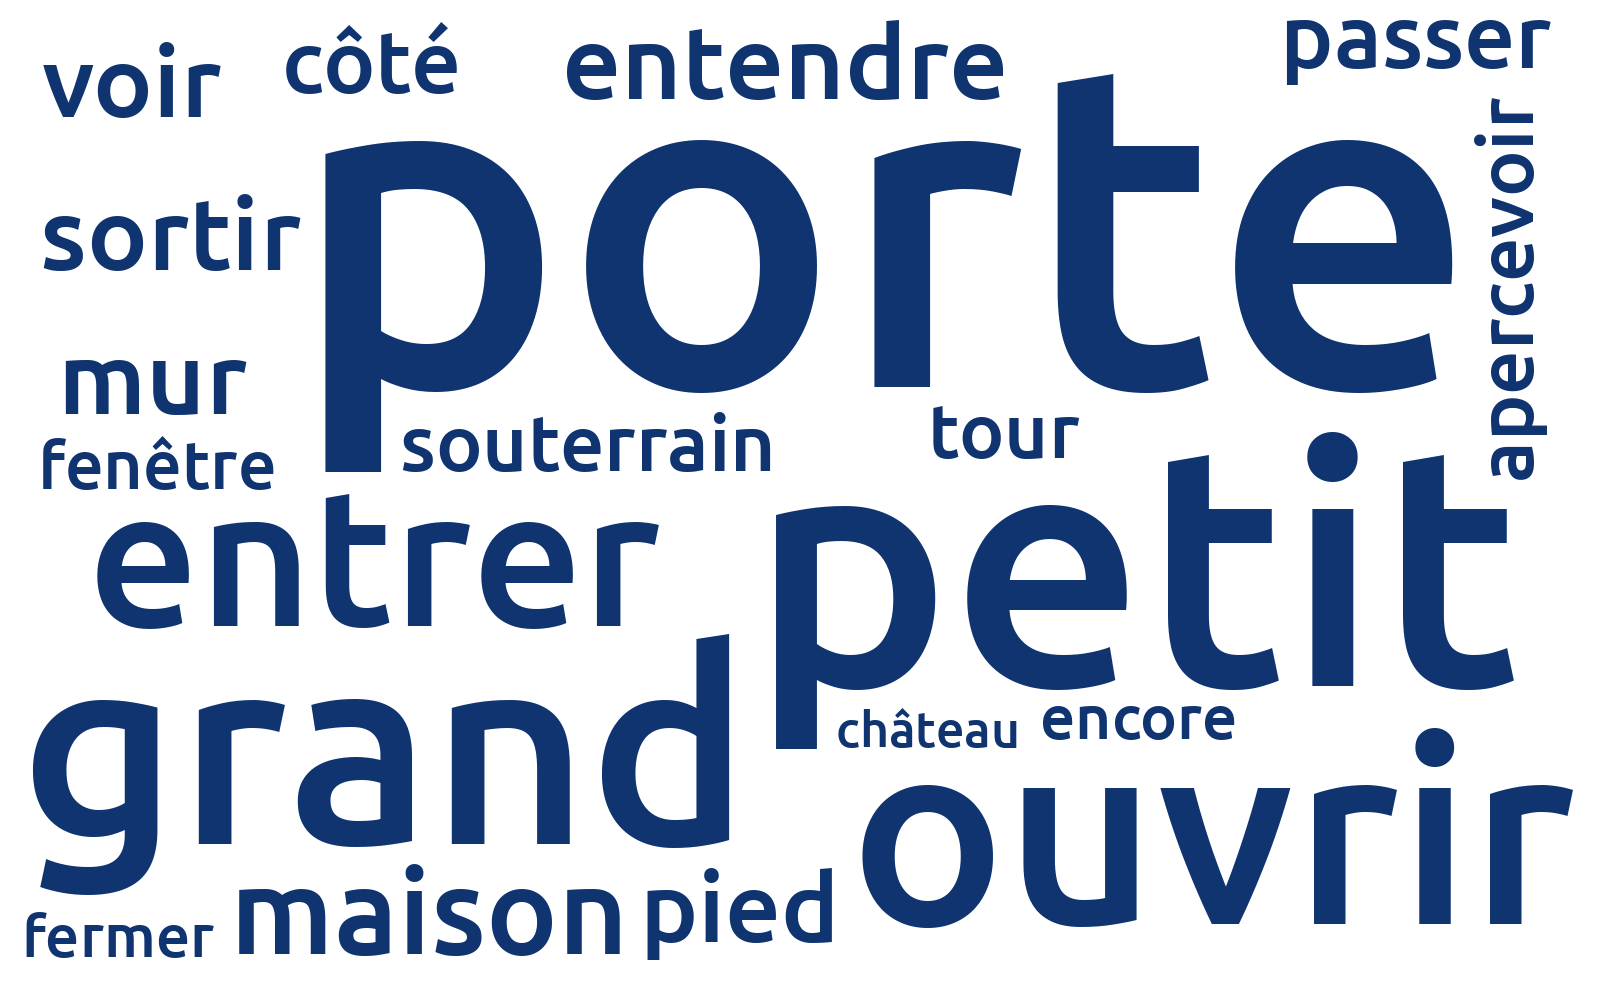 voir
côté
entendre
passer
porte
apercevoir
sortir
mur
fenêtre
souterrain
tour
entrer
petit
grand
château
encore
ouvrir
fermer
maison
pied